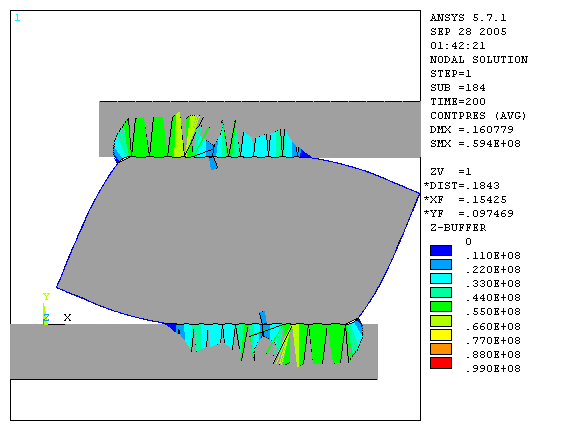 1
ANSYS 5.7.1
SEP 28 2005
01:42:21
NODAL SOLUTION
STEP=1
SUB =184
TIME=200
CONTPRES (AVG)
DMX =.160779
SMX =.594E+08
ZV  =1
*DIST=.1843
*XF  =.15425
*YF  =.097469
Z-BUFFER
0
.110E+08
.220E+08
.330E+08
.440E+08
.550E+08
.660E+08
.770E+08
.880E+08
.990E+08
Y
Z X